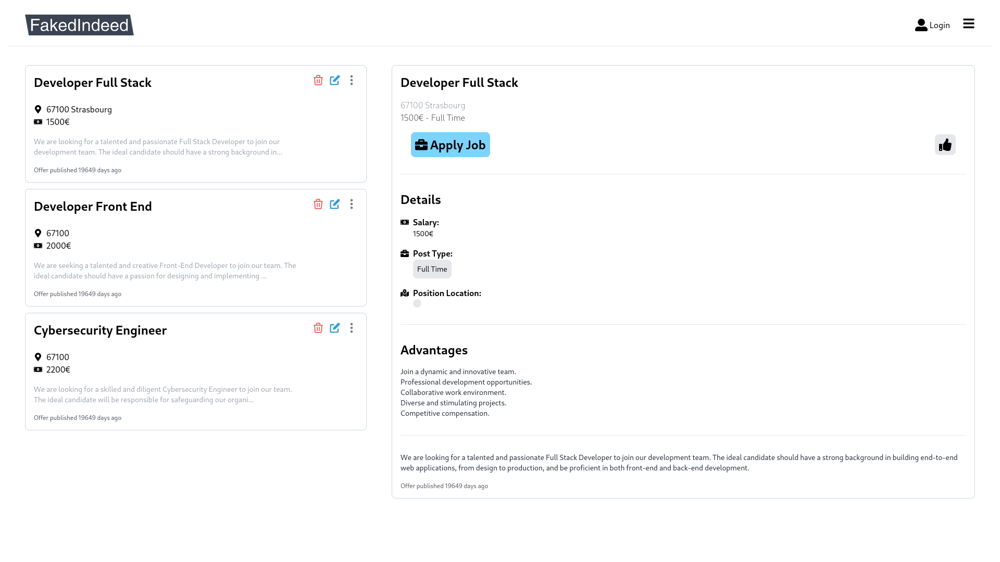 FakedIndeed
Login
Developer Full Stack
67100 Strasbourg
1500€
We are looking for a talented and passionate Full Stack Developer to join our
development team. The ideal candidate should have a strong background in...
Offer published 19649 days ago
Developer Front End
67100
2000€
We are seeking a talented and creative Front-End Developer to join our team. The
ideal candidate should have a passion for designing and implementing ...
Offer published 19649 days ago
Cybersecurity Engineer
67100
2200€
We are looking for a skilled and diligent Cybersecurity Engineer to join our team.
The ideal candidate will be responsible for safeguarding our organi...
Offer published 19649 days ago
Developer Full Stack
67100 Strasbourg
1500€ - Full Time
Apply Job
Details
Salary:
1500€
Post Type:
Full Time
Position Location:
Advantages
Join a dynamic and innovative team.
Professional development opportunities.
Collaborative work environment.
Diverse and stimulating projects.
Competitive compensation.
We are looking for a talented and passionate Full Stack Developer to join our development team. The ideal candidate should have a strong background in building end-to-end
web applications, from design to production, and be proficient in both front-end and back-end development.
Offer published 19649 days ago